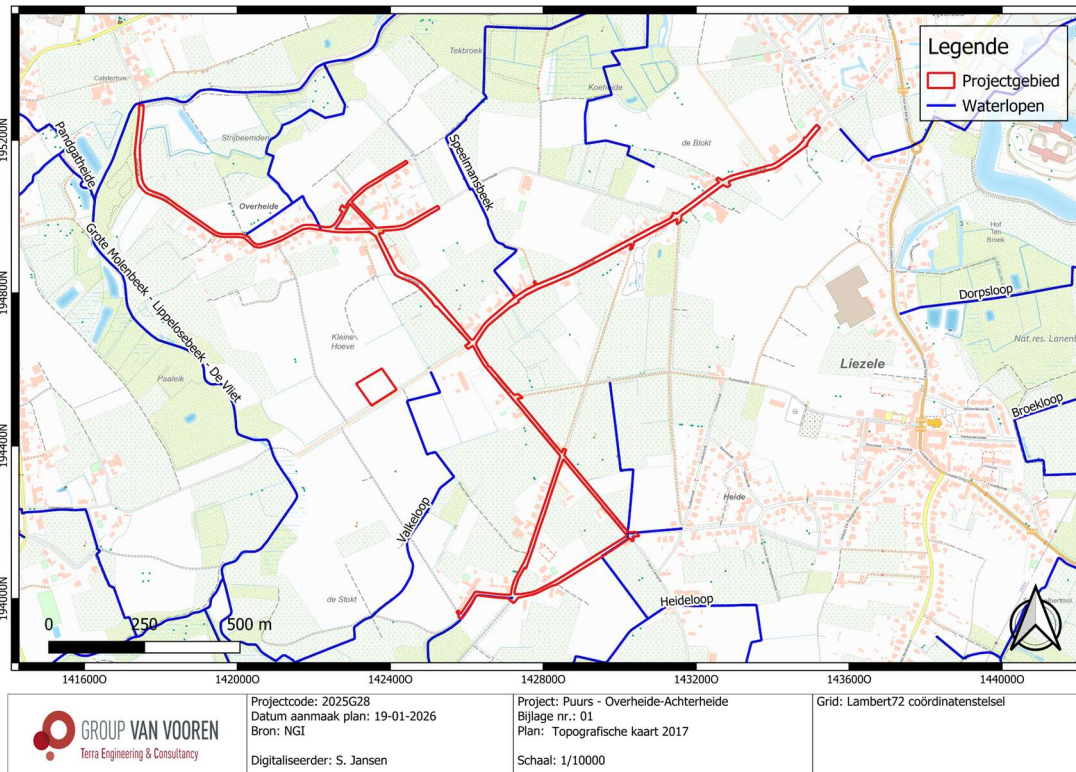 Legende
Projectgebied
Waterlopen
Calsterhve
Tekbroek
Koeheide
Strijbeemden
de Blokt
Pandgatheide
Speelmansbeek
Overheide
Hof
Ten
Broek
Grote Molenbeek - Lippelosebeek - De Vliet
Dorpsloop
Kleine
Hoeve
Liezele
Paaleik
Broekloop
Heide
Valkeloop
de Stokt
Heideloop
0 250 500 m
195200N
194800N
194400N
194000N
1416000 1420000 1424000 1428000 1432000 1436000 1440000
GROUP VAN VOOREN
Terra Engineering & Consultancy
Projectcode: 2025G28
Datum aanmaak plan: 19-01-2026
Bron: NGI
Digitaliseerder: S. Jansen
Project: Puurs - Overheide-Achterheide
Bijlage nr.: 01
Plan: Topografische kaart 2017
Schaal: 1/10000
Grid: Lambert72 coördinatenstelsel